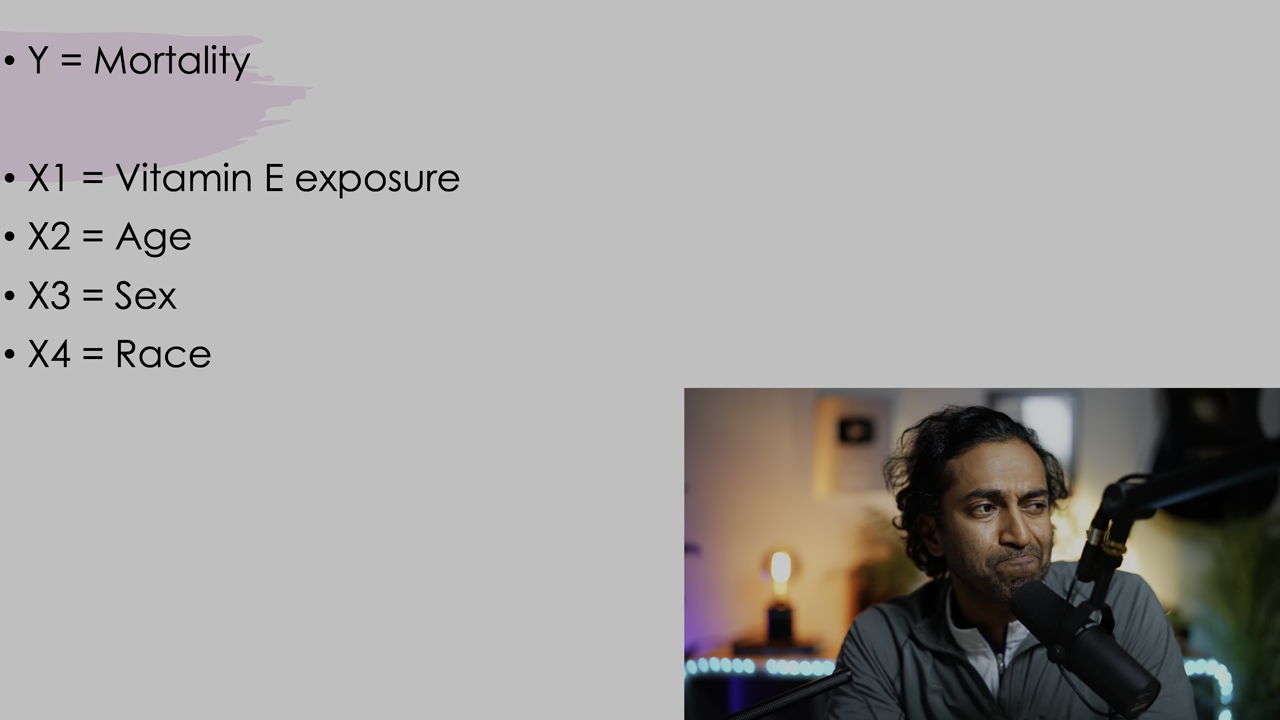 • Y = Mortality
• X1 = Vitamin E exposure
• X2 = Age
• X3 = Sex
• X4 = Race